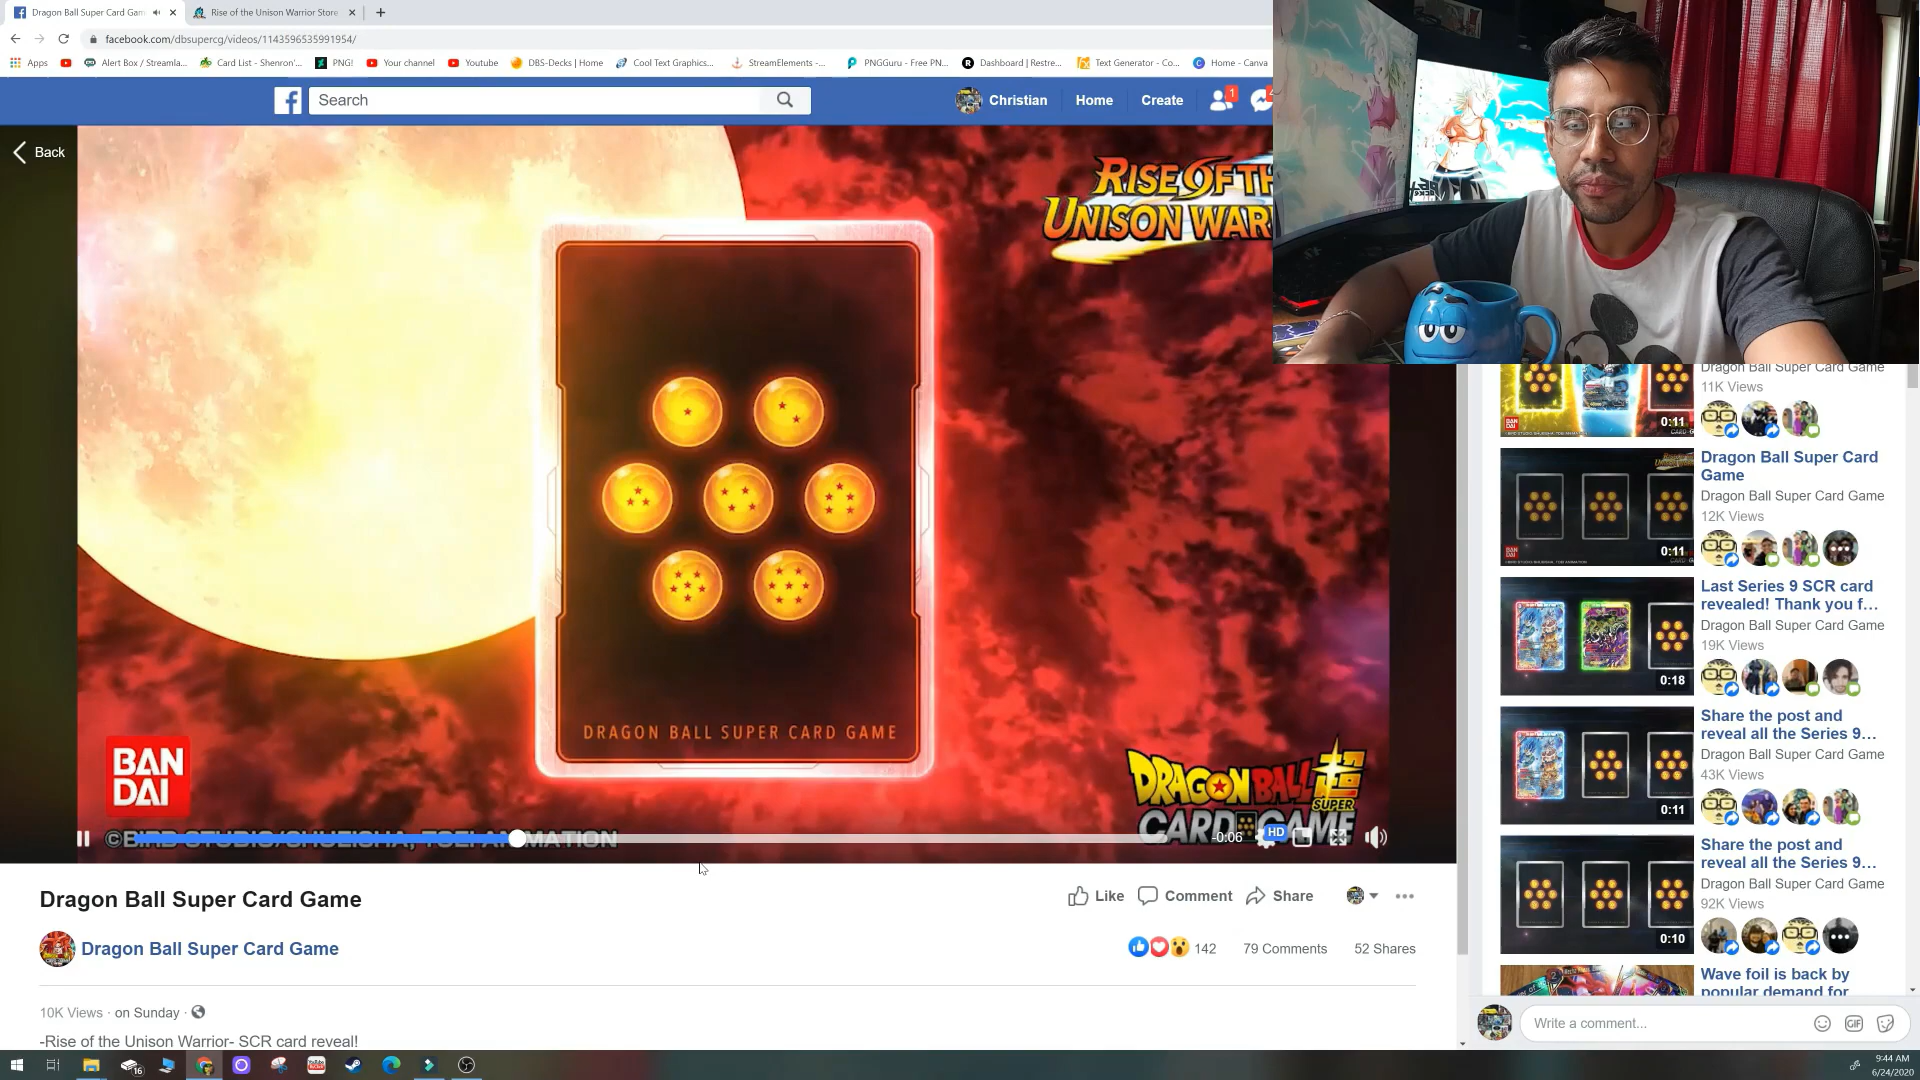 Dragon Ball Super Card Gam
Rise of the Unison Warrior Store
facebook.com/dbsupercg/videos/1143596535991954/
Apps
Alert Box / Streamla...
Card List - Shenron'...
PNG!
Your channel
Youtube
DBS-Decks | Home
Cool Text Graphics...
StreamElements -...
PNGGuru - Free PN...
Dashboard | Restre...
Text Generator - Co...
Home - Canva
Search
Christian
Home
Create
1
Back
RISE OF TH
UNISON WAR
DRAGON BALL SUPER CARD GAME
BAN
DAI
DRAGON BALL 超
SUPER
CARD GAME
©BIRD STUDIO/SHUEISHA, TOEI ANIMATION
-0:06
HD
Dragon Ball Super Card Game
Like
Comment
Share
Dragon Ball Super Card Game
142
79 Comments
52 Shares
10K Views · on Sunday ·
-Rise of the Unison Warrior- SCR card reveal!
Dragon Ball Super Card Game
11K Views
0:11
Dragon Ball Super Card
Game
Dragon Ball Super Card Game
12K Views
0:11
Last Series 9 SCR card
revealed! Thank you f...
Dragon Ball Super Card Game
19K Views
0:18
Share the post and
reveal all the Series 9...
Dragon Ball Super Card Game
43K Views
0:11
Share the post and
reveal all the Series 9...
Dragon Ball Super Card Game
92K Views
0:10
Wave foil is back by
popular demand for
Write a comment...
GIF
16
9:44 AM
6/24/2020